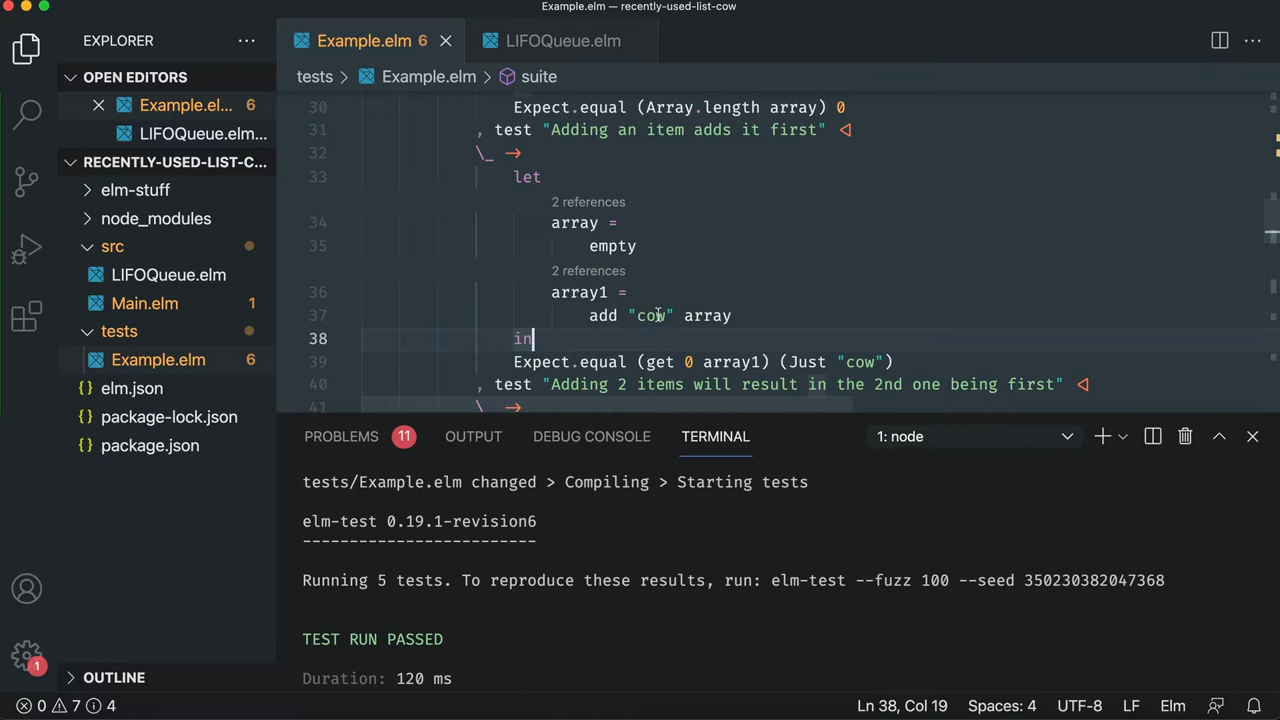 Example.elm — recently-used-list-cow
EXPLORER
Example.elm 6
LIFOQueue.elm
OPEN EDITORS
tests > Example.elm > suite
Example.el... 6
LIFOQueue.elm...
RECENTLY-USED-LIST-C...
elm-stuff
node_modules
src
LIFOQueue.elm
Main.elm 1
tests
Example.elm 6
elm.json
package-lock.json
package.json
OUTLINE
30 Expect.equal (Array.length array) 0
31 , test "Adding an item adds it first" <|
32 \_ ->
33 let
2 references
34 array =
35 empty
2 references
36 array1 =
37 add "cow" array
38 in
39 Expect.equal (get 0 array1) (Just "cow")
40 , test "Adding 2 items will result in the 2nd one being first" <|
41 \_ ->
PROBLEMS 11 OUTPUT DEBUG CONSOLE TERMINAL 1: node
tests/Example.elm changed > Compiling > Starting tests
elm-test 0.19.1-revision6
-------------------------
Running 5 tests. To reproduce these results, run: elm-test --fuzz 100 --seed 350230382047368
TEST RUN PASSED
Duration: 120 ms
1
0 7 4 Ln 38, Col 19 Spaces: 4 UTF-8 LF Elm